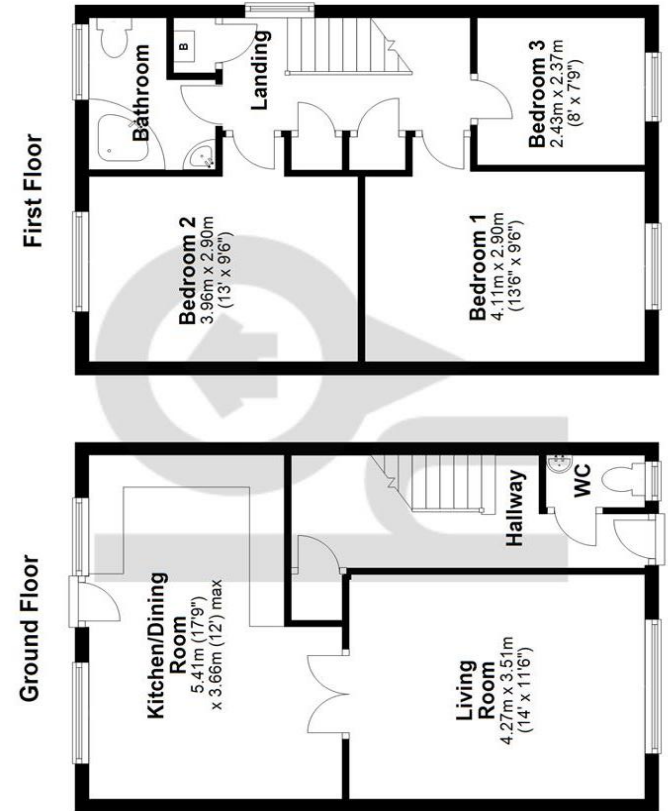 First Floor
Bathroom
B
Landing
Bedroom 3
2.43m x 2.37m
(8' x 7'9")
Bedroom 2
3.96m x 2.90m
(13' x 9'6")
Bedroom 1
4.11m x 2.90m
(13'6" x 9'6")
Ground Floor
Kitchen/Dining
Room
5.41m (17'9")
x 3.66m (12') max
Hallway
WC
Living
Room
4.27m x 3.51m
(14' x 11'6")